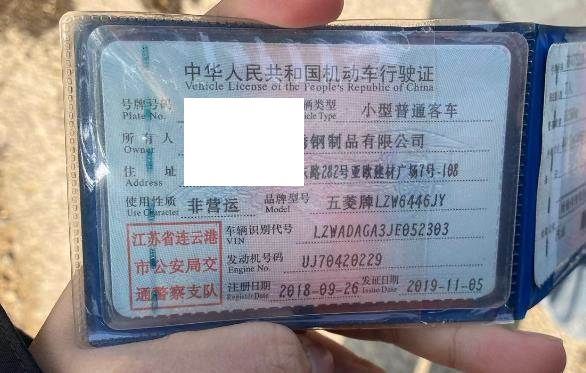 中华人民共和国机动车行驶证
Vehicle License of the People's Republic of China
号牌号码 车辆类型 小型普通客车
Plate No. Vehicle Type
所有人 钢制品有限公司
Owner
住址 路282号亚欧建材广场7号-108
Address
使用性质 非营运 品牌型号 五菱牌LZW6446JY
Use Character Model
江苏省连云港 车辆识别代号 LZWADAGA3JE052303
VIN
市公安局交 发动机号码 UJ70420229
Engine No.
通警察支队 注册日期 2018-09-26 发证日期 2019-11-05
Register Date Issue Date